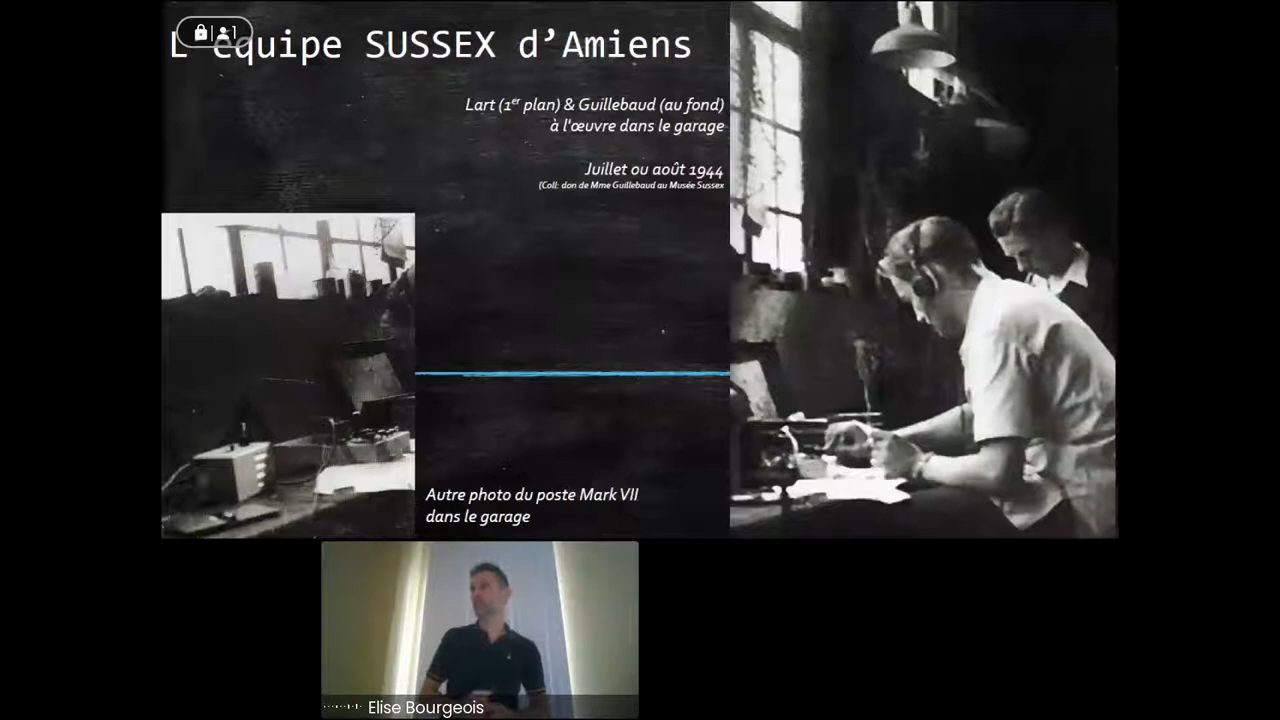 1
L'équipe SUSSEX d'Amiens
Lart (1er plan) & Guillebaud (au fond)
à l'œuvre dans le garage
Juillet ou août 1944
(Coll: don de Mme Guillebaud au Musée Sussex
Autre photo du poste Mark VII
dans le garage
Elise Bourgeois